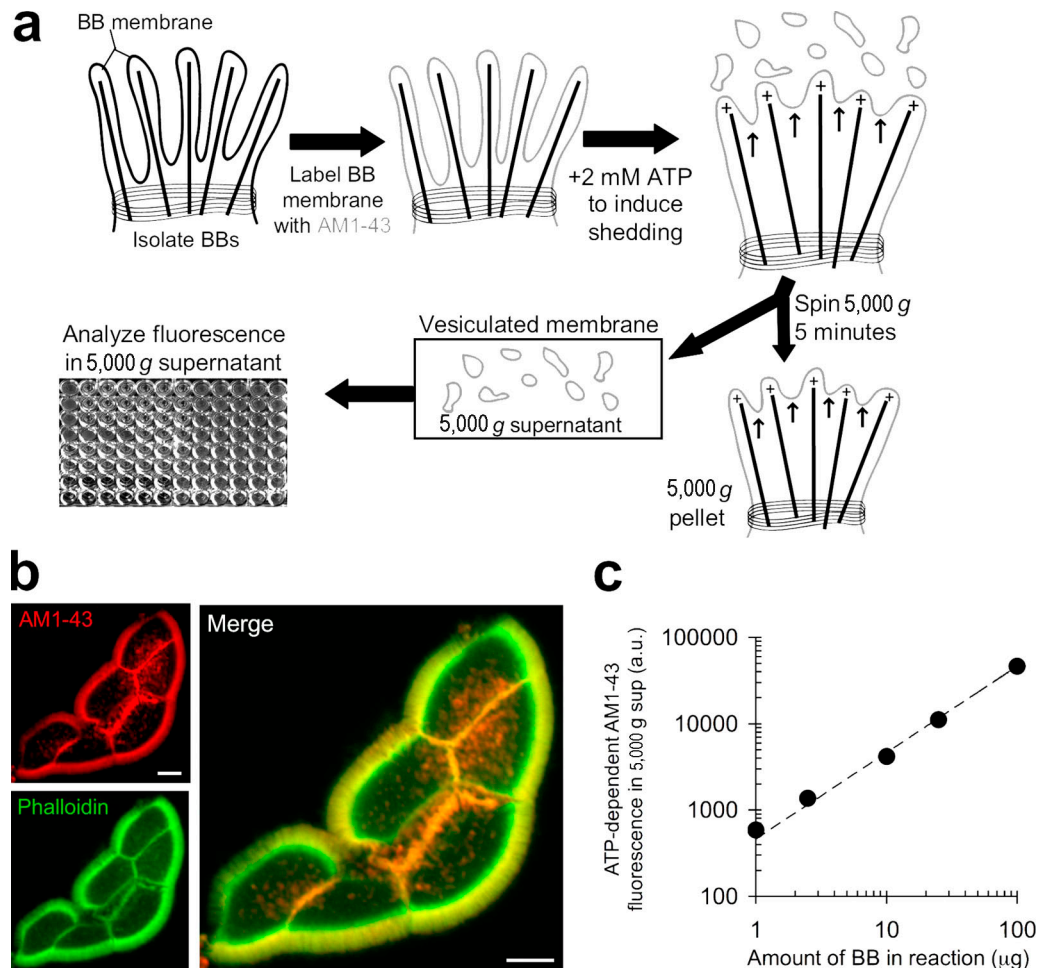 a
BB membrane
Isolate BBs
Label BB
membrane
with AM1-43
+2 mM ATP
to induce
shedding
+ + + + +
Spin 5,000 g
5 minutes
Vesiculated membrane
5,000 g supernatant
Analyze fluorescence
in 5,000 g supernatant
+ + + + +
5,000 g
pellet
b
AM1-43
Phalloidin
Merge
c
ATP-dependent AM1-43
fluorescence in 5,000 g sup (a.u.)
100000
10000
1000
100
1 10 100
Amount of BB in reaction (μg)